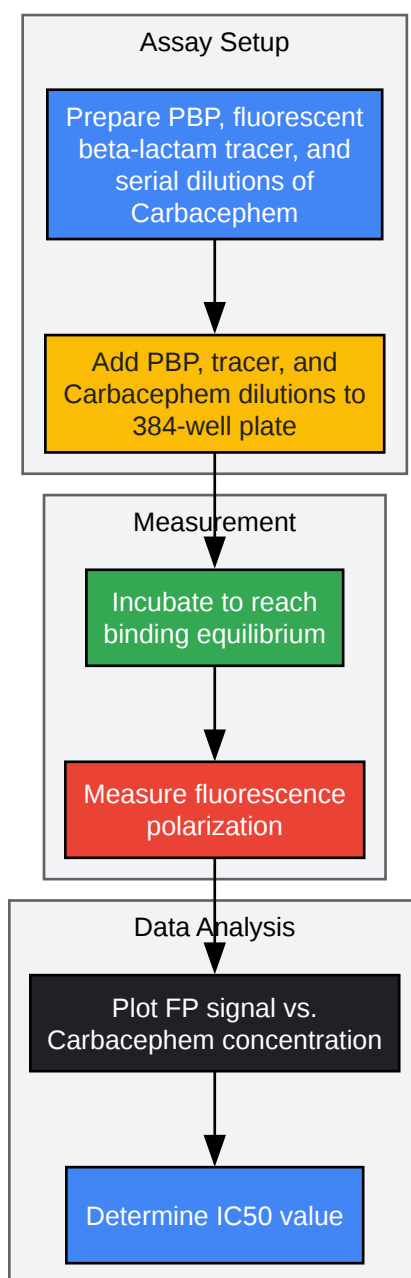 Assay Setup
Prepare PBP, fluorescent
beta-lactam tracer, and
serial dilutions of
Carbacephem
Add PBP, tracer, and
Carbacephem dilutions to
384-well plate
Measurement
Incubate to reach
binding equilibrium
Measure fluorescence
polarization
Data Analysis
Plot FP signal vs.
Carbacephem concentration
Determine IC50 value